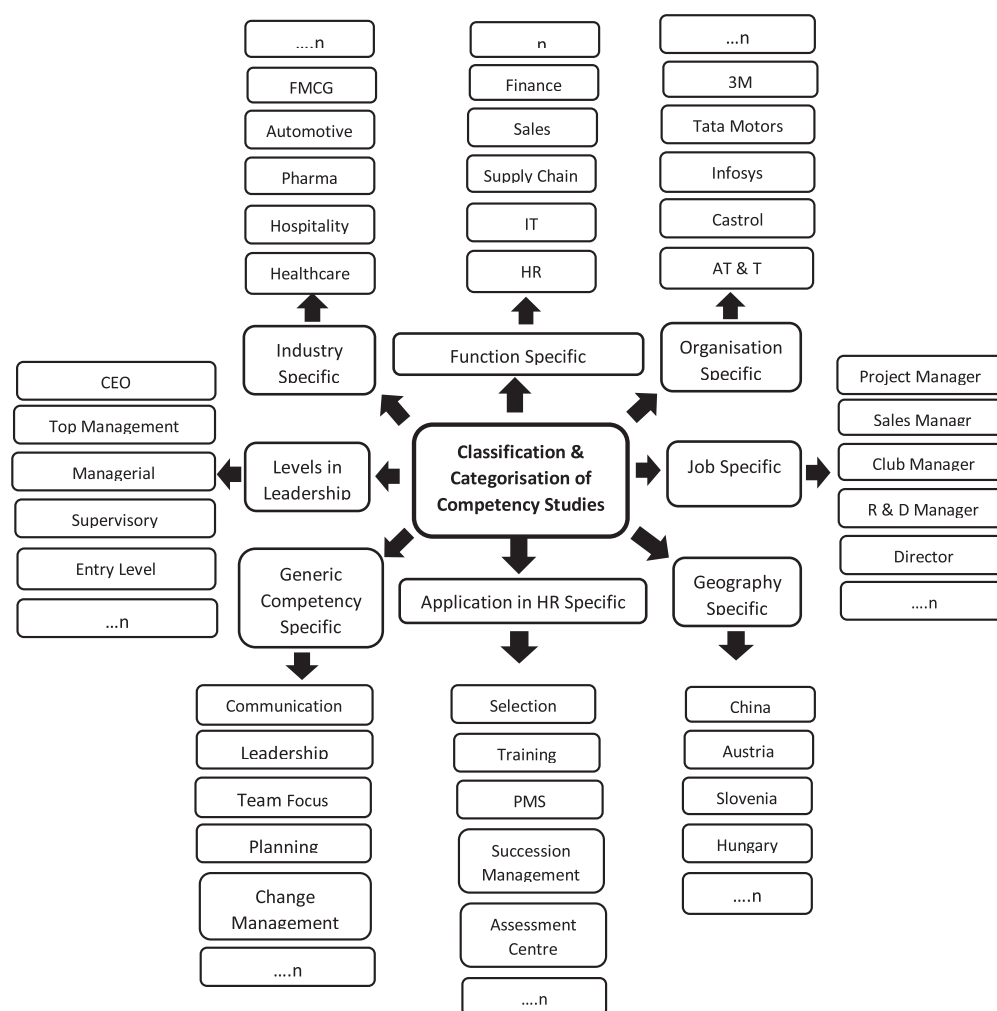 ….n
FMCG
Automotive
Pharma
Hospitality
Healthcare
Industry
Specific
n
Finance
Sales
Supply Chain
IT
HR
Function Specific
…n
3M
Tata Motors
Infosys
Castrol
AT & T
Organisation
Specific
CEO
Top Management
Managerial
Supervisory
Entry Level
…n
Levels in
Leadership
Classification &
Categorisation of
Competency Studies
Job Specific
Project Manager
Sales Managr
Club Manager
R & D Manager
Director
….n
Generic
Competency
Specific
Communication
Leadership
Team Focus
Planning
Change
Management
….n
Application in HR Specific
Selection
Training
PMS
Succession
Management
Assessment
Centre
….n
Geography
Specific
China
Austria
Slovenia
Hungary
….n